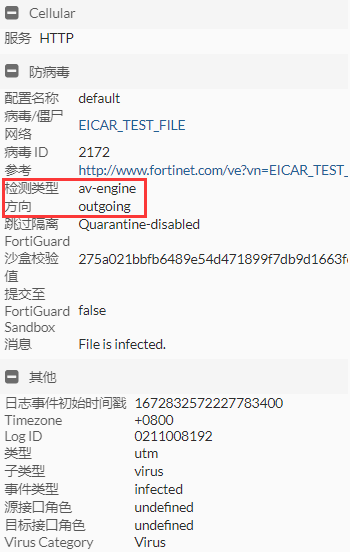 Cellular
服务 HTTP
防病毒
配置名称 default
病毒/僵尸网络 EICAR_TEST_FILE
病毒 ID 2172
参考 http://www.fortinet.com/ve?vn=EICAR_TEST_
检测类型 av-engine
方向 outgoing
跳过隔离 Quarantine-disabled
FortiGuard
沙盒校验值 275a021bbfb6489e54d471899f7db9d1663f
提交至
FortiGuard false
Sandbox
消息 File is infected.
其他
日志事件初始时间戳 1672832572227783400
Timezone +0800
Log ID 0211008192
类型 utm
子类型 virus
事件类型 infected
源接口角色 undefined
目标接口角色 undefined
Virus Category Virus